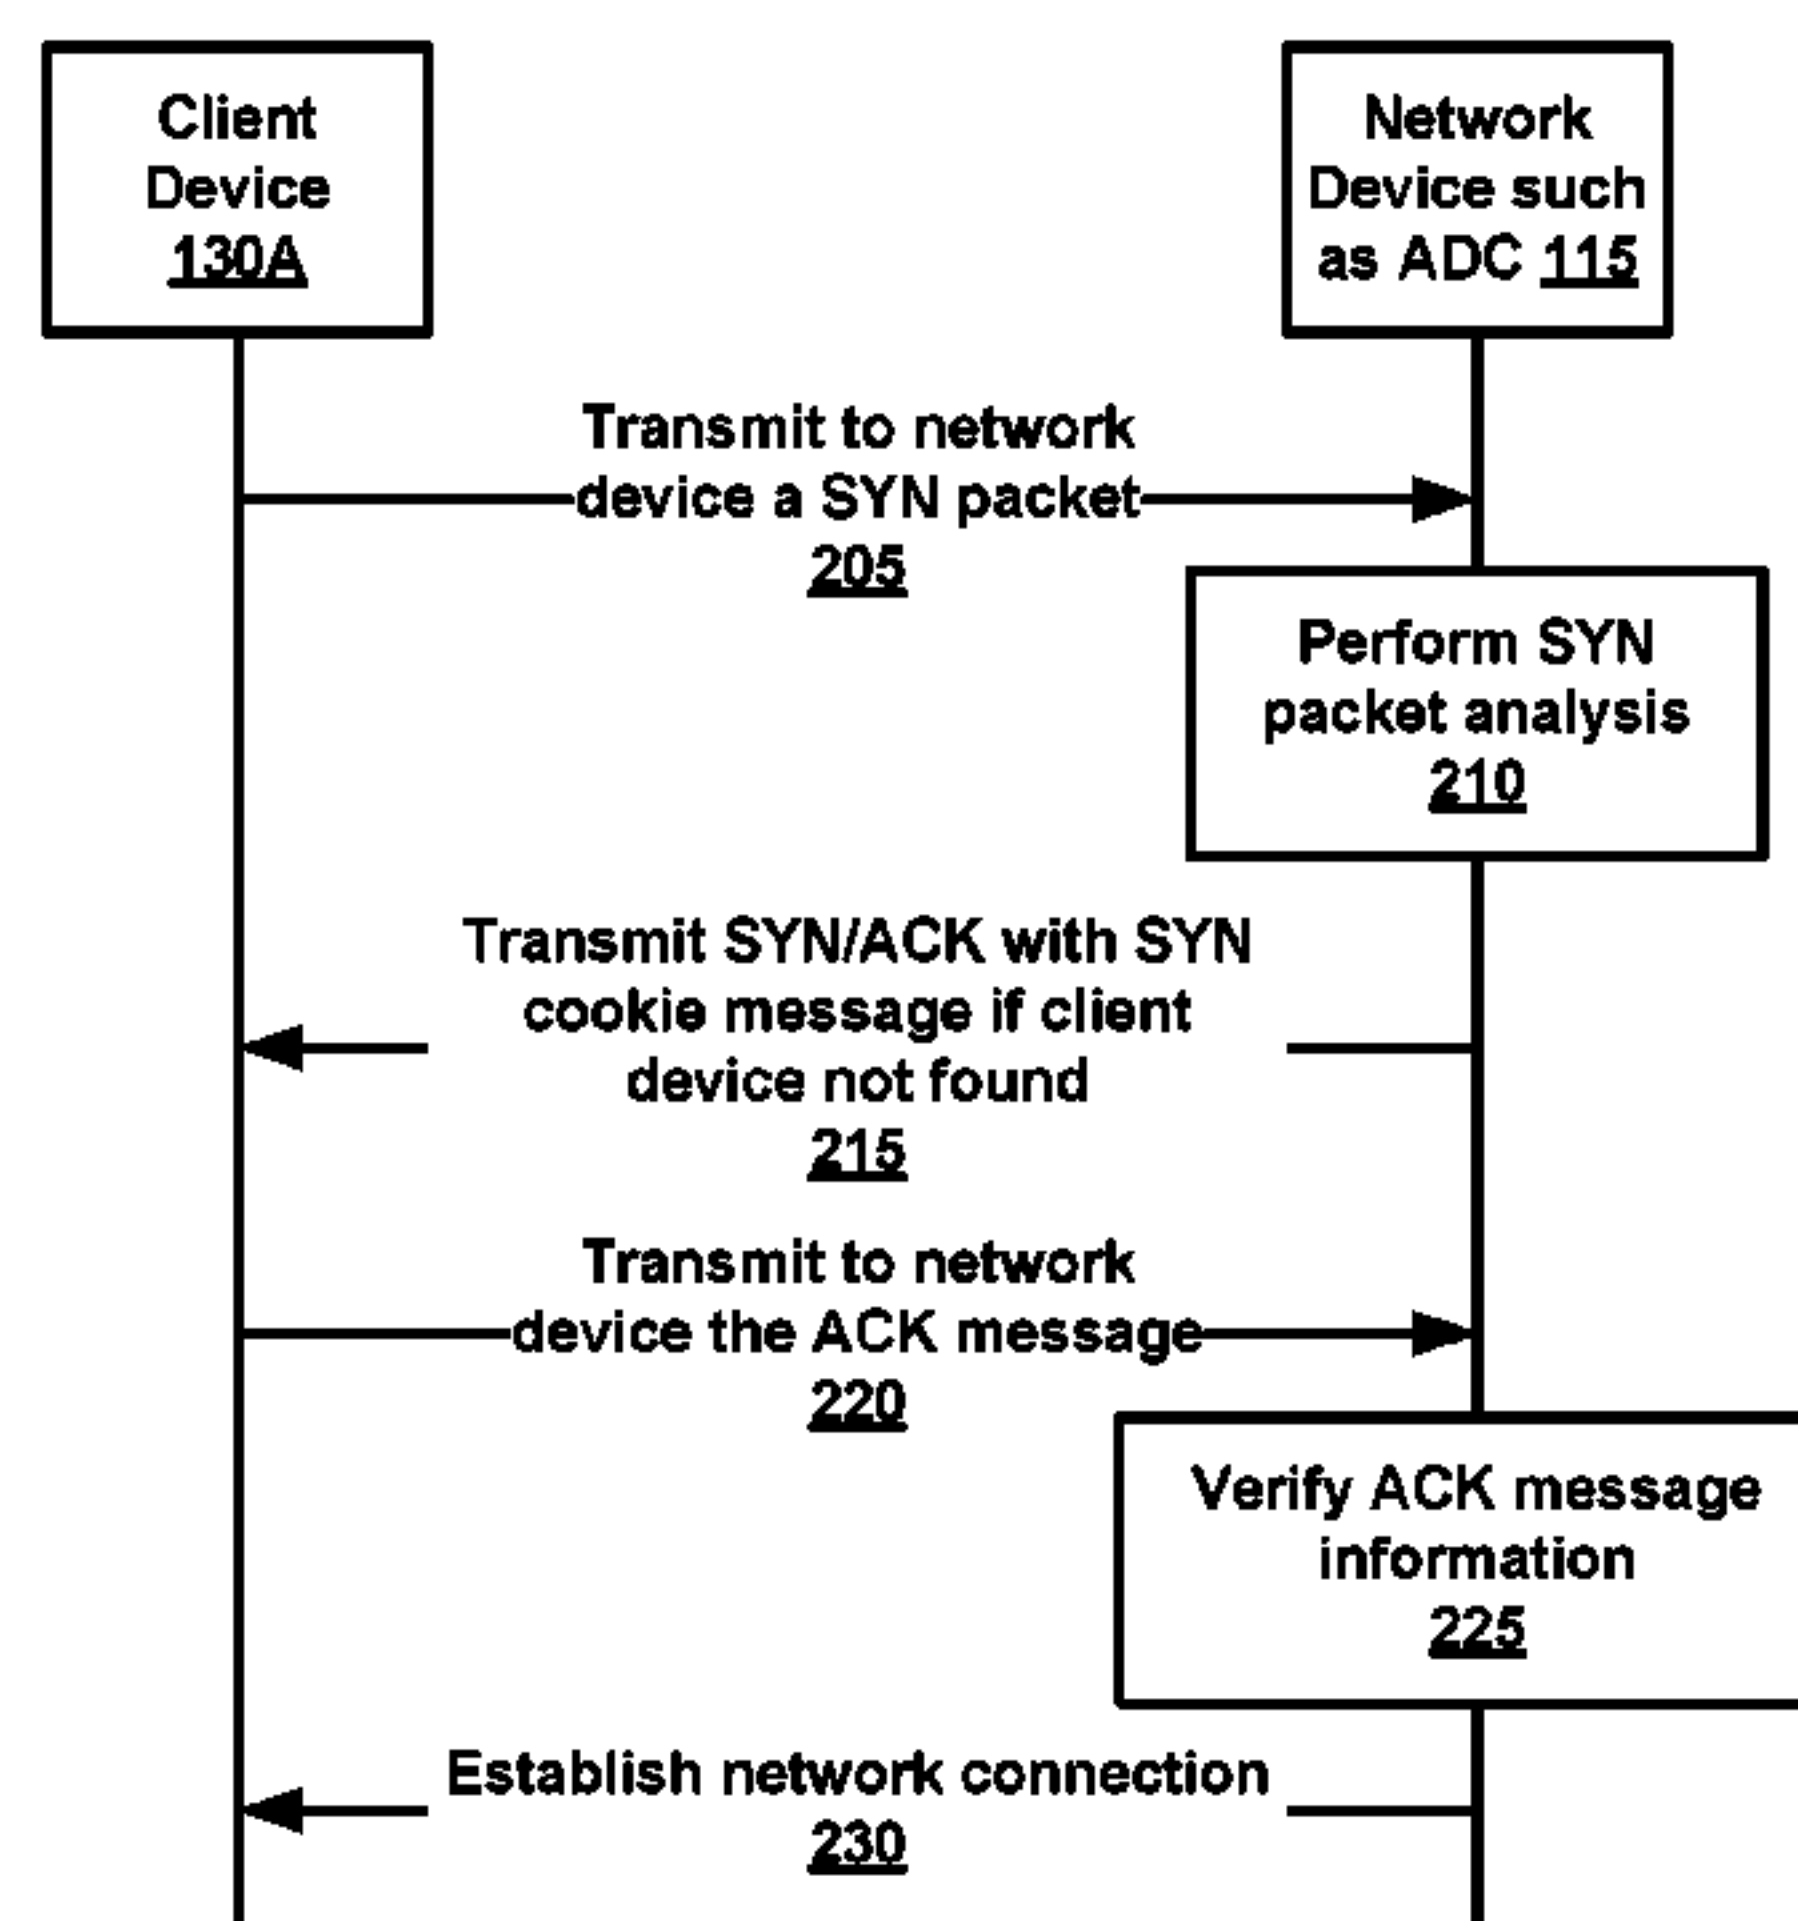 Client
Device
130A
Network
Device such
as ADC 115
Transmit to network
device a SYN packet
205
Perform SYN
packet analysis
210
Transmit SYN/ACK with SYN
cookie message if client
device not found
215
Transmit to network
device the ACK message
220
Verify ACK message
information
225
Establish network connection
230